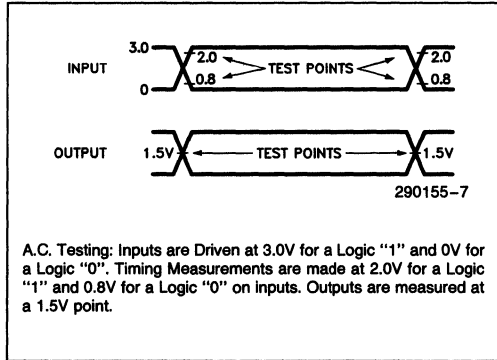 3.0
2.0 2.0
INPUT TEST POINTS
0.8 0.8
0
OUTPUT 1.5V TEST POINTS 1.5V
290155-7
A.C. Testing: Inputs are Driven at 3.0V for a Logic "1" and 0V for
a Logic "0". Timing Measurements are made at 2.0V for a Logic
"1" and 0.8V for a Logic "0" on inputs. Outputs are measured at
a 1.5V point.